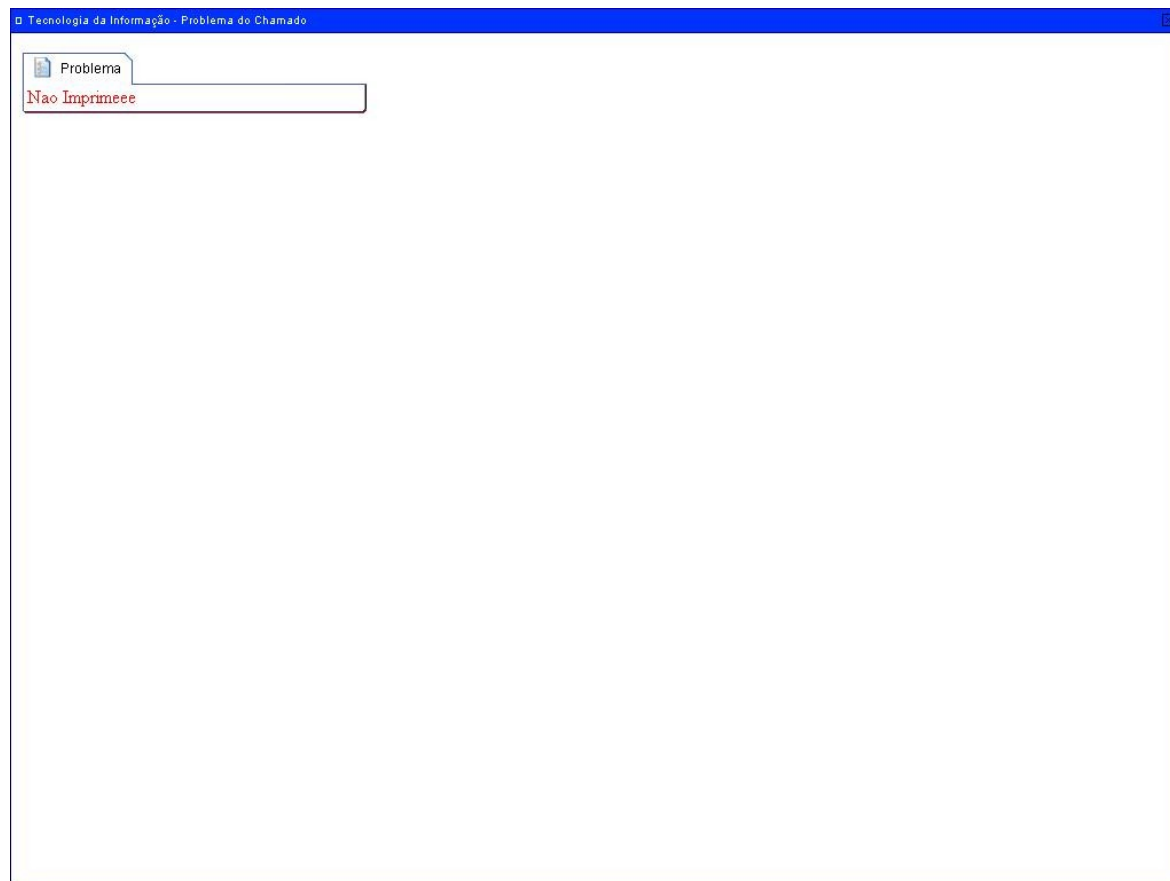 Tecnologia da Informação - Problema do Chamado
Problema
Nao Imprimeee